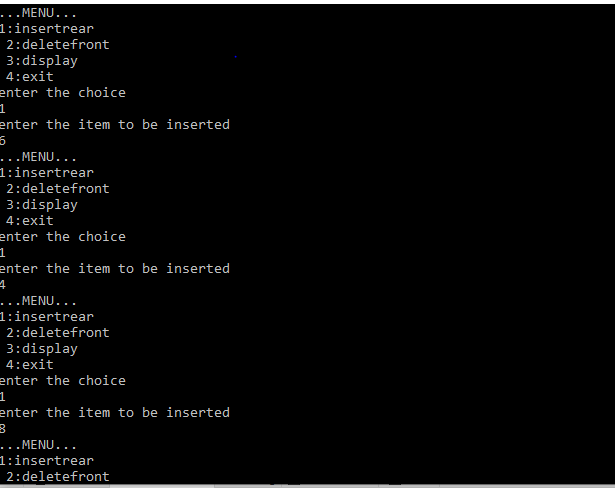 ...MENU...
1:insertrear
 2:deletefront
 3:display
 4:exit
enter the choice
1
enter the item to be inserted
6
...MENU...
1:insertrear
 2:deletefront
 3:display
 4:exit
enter the choice
1
enter the item to be inserted
4
...MENU...
1:insertrear
 2:deletefront
 3:display
 4:exit
enter the choice
1
enter the item to be inserted
8
...MENU...
1:insertrear
 2:deletefront